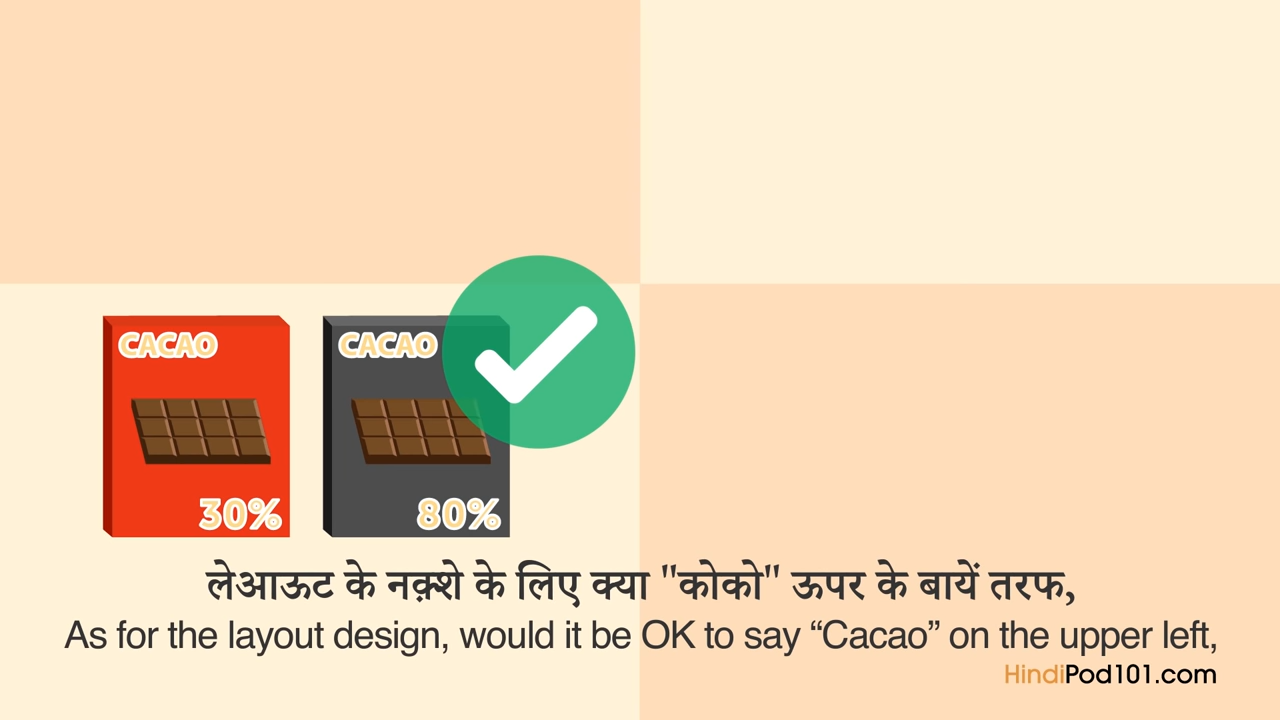 CACAO
30%
CACAO
80%
लेआऊट के नक़्शे के लिए क्या "कोको" ऊपर के बायें तरफ,
As for the layout design, would it be OK to say “Cacao” on the upper left,
HindiPod101.com